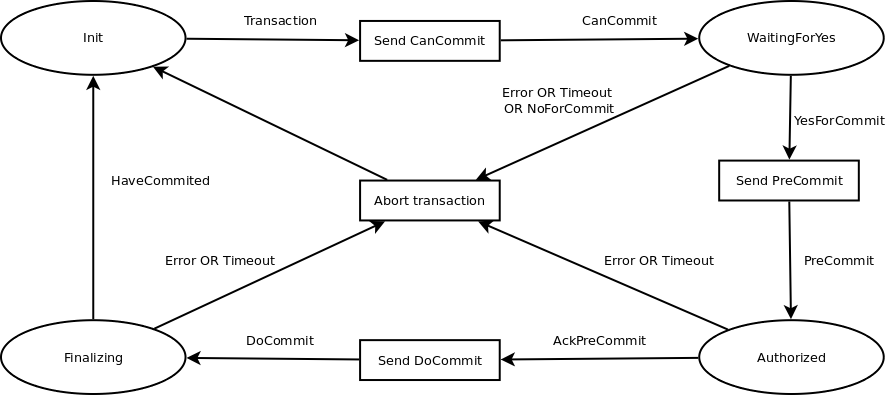 Transaction
CanCommit
Init
Send CanCommit
WaitingForYes
Error OR Timeout
OR NoForCommit
YesForCommit
HaveCommited
Abort transaction
Send PreCommit
Error OR Timeout
Error OR Timeout
PreCommit
DoCommit
AckPreCommit
Finalizing
Send DoCommit
Authorized